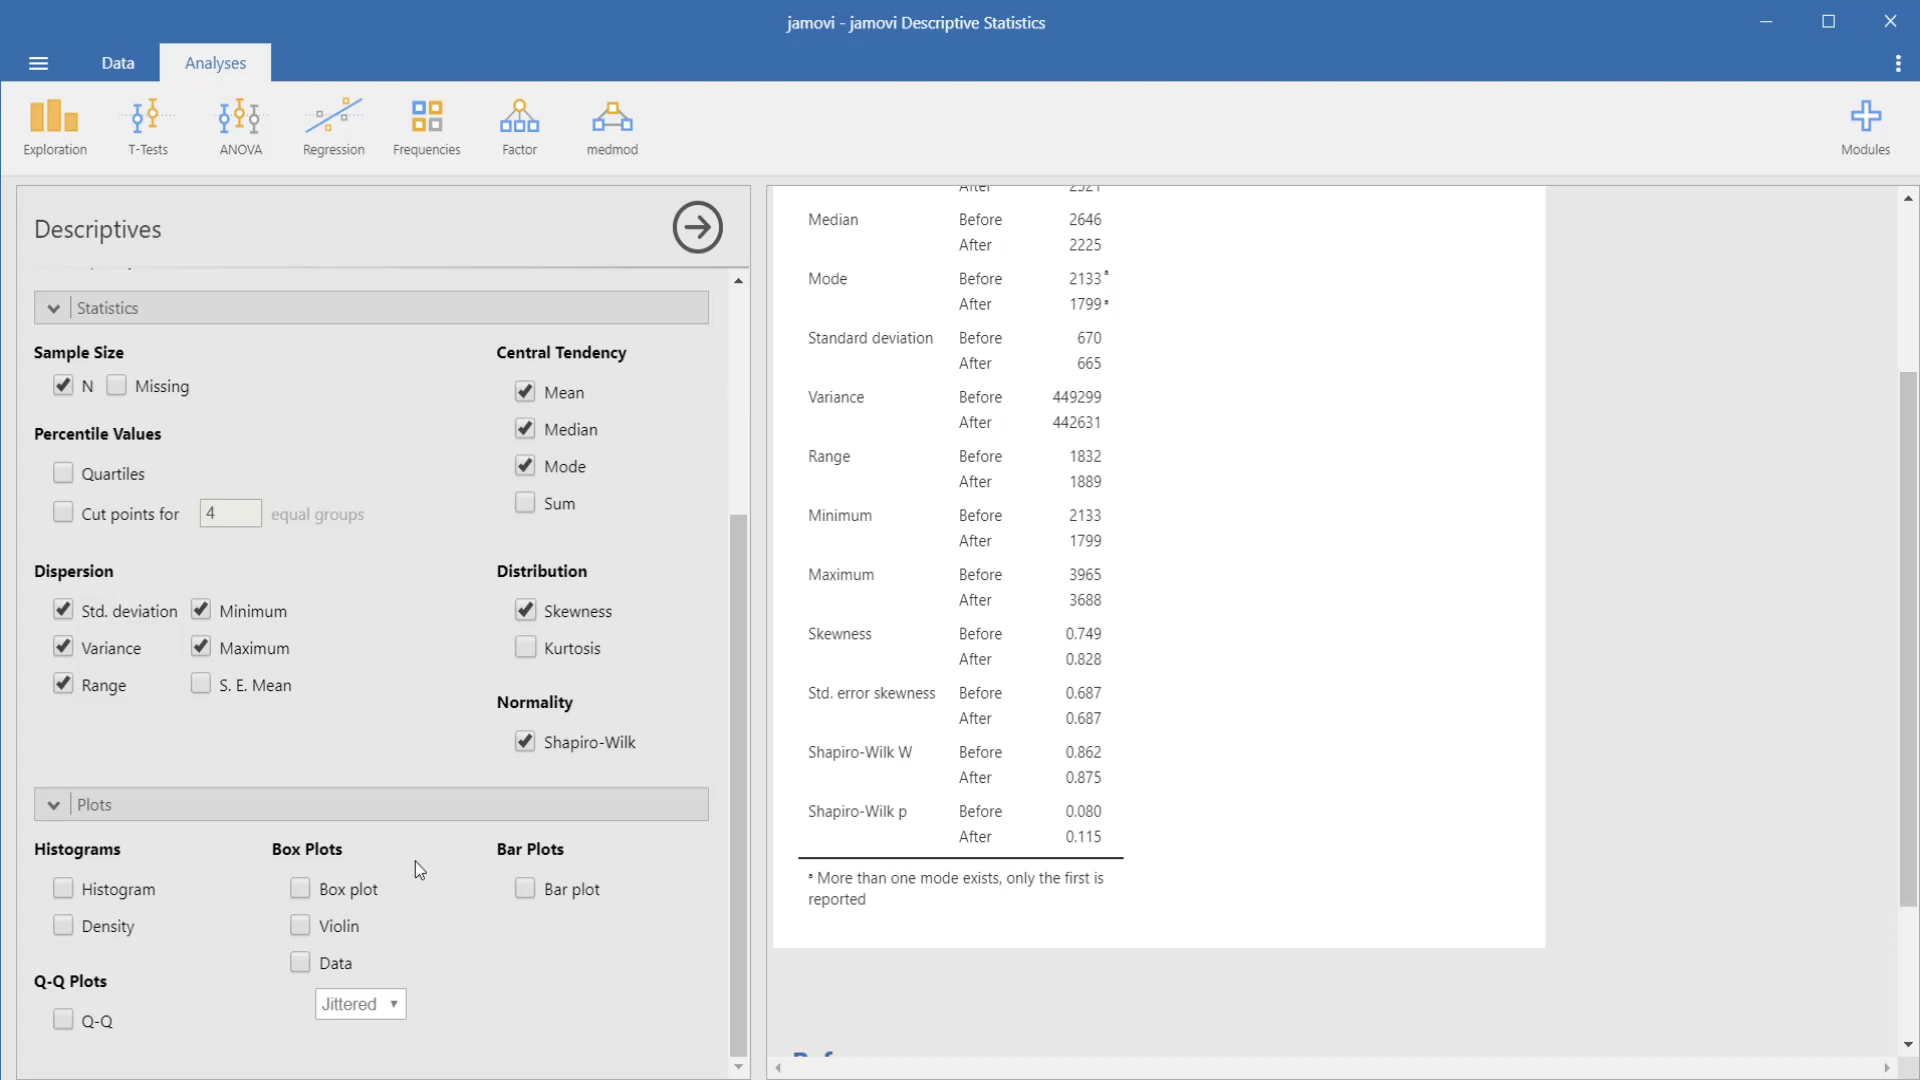 jamovi - jamovi Descriptive Statistics
Data
Analyses
Exploration
T-Tests
ANOVA
Regression
Frequencies
Factor
medmod
Modules
Descriptives
Statistics
Sample Size
N
Missing
Percentile Values
Quartiles
Cut points for 4 equal groups
Central Tendency
Mean
Median
Mode
Sum
Dispersion
Std. deviation
Minimum
Variance
Maximum
Range
S. E. Mean
Distribution
Skewness
Kurtosis
Normality
Shapiro-Wilk
Plots
Histograms
Histogram
Density
Q-Q Plots
Q-Q
Box Plots
Box plot
Violin
Data
Jittered
Bar Plots
Bar plot
After 2321
Median Before 2646
After 2225
Mode Before 2133 ᵃ
After 1799 ᵃ
Standard deviation Before 670
After 665
Variance Before 449299
After 442631
Range Before 1832
After 1889
Minimum Before 2133
After 1799
Maximum Before 3965
After 3688
Skewness Before 0.749
After 0.828
Std. error skewness Before 0.687
After 0.687
Shapiro-Wilk W Before 0.862
After 0.875
Shapiro-Wilk p Before 0.080
After 0.115
ᵃ More than one mode exists, only the first is
reported